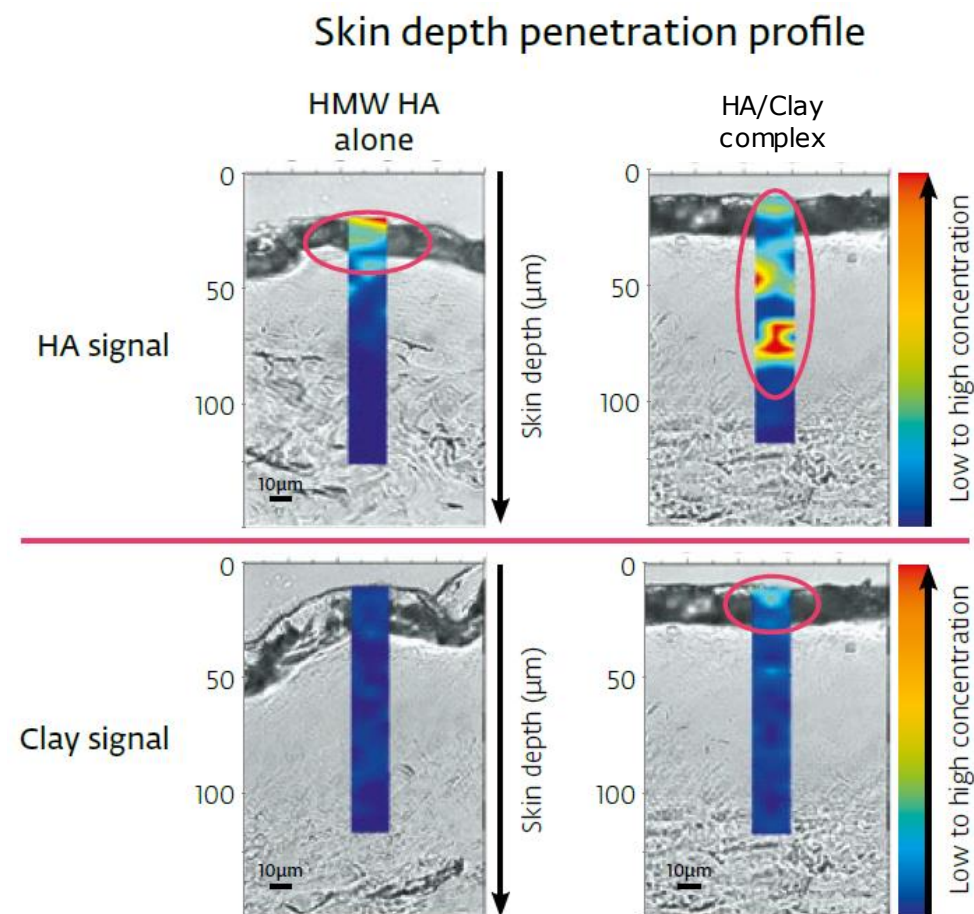 Skin depth penetration profile
HMW HA
alone
HA/Clay
complex
HA signal
0
50
100
10µm
Skin depth (µm)
0
50
100
Low to high concentration
Clay signal
0
50
100
10µm
Skin depth (µm)
0
50
100
10µm
Low to high concentration